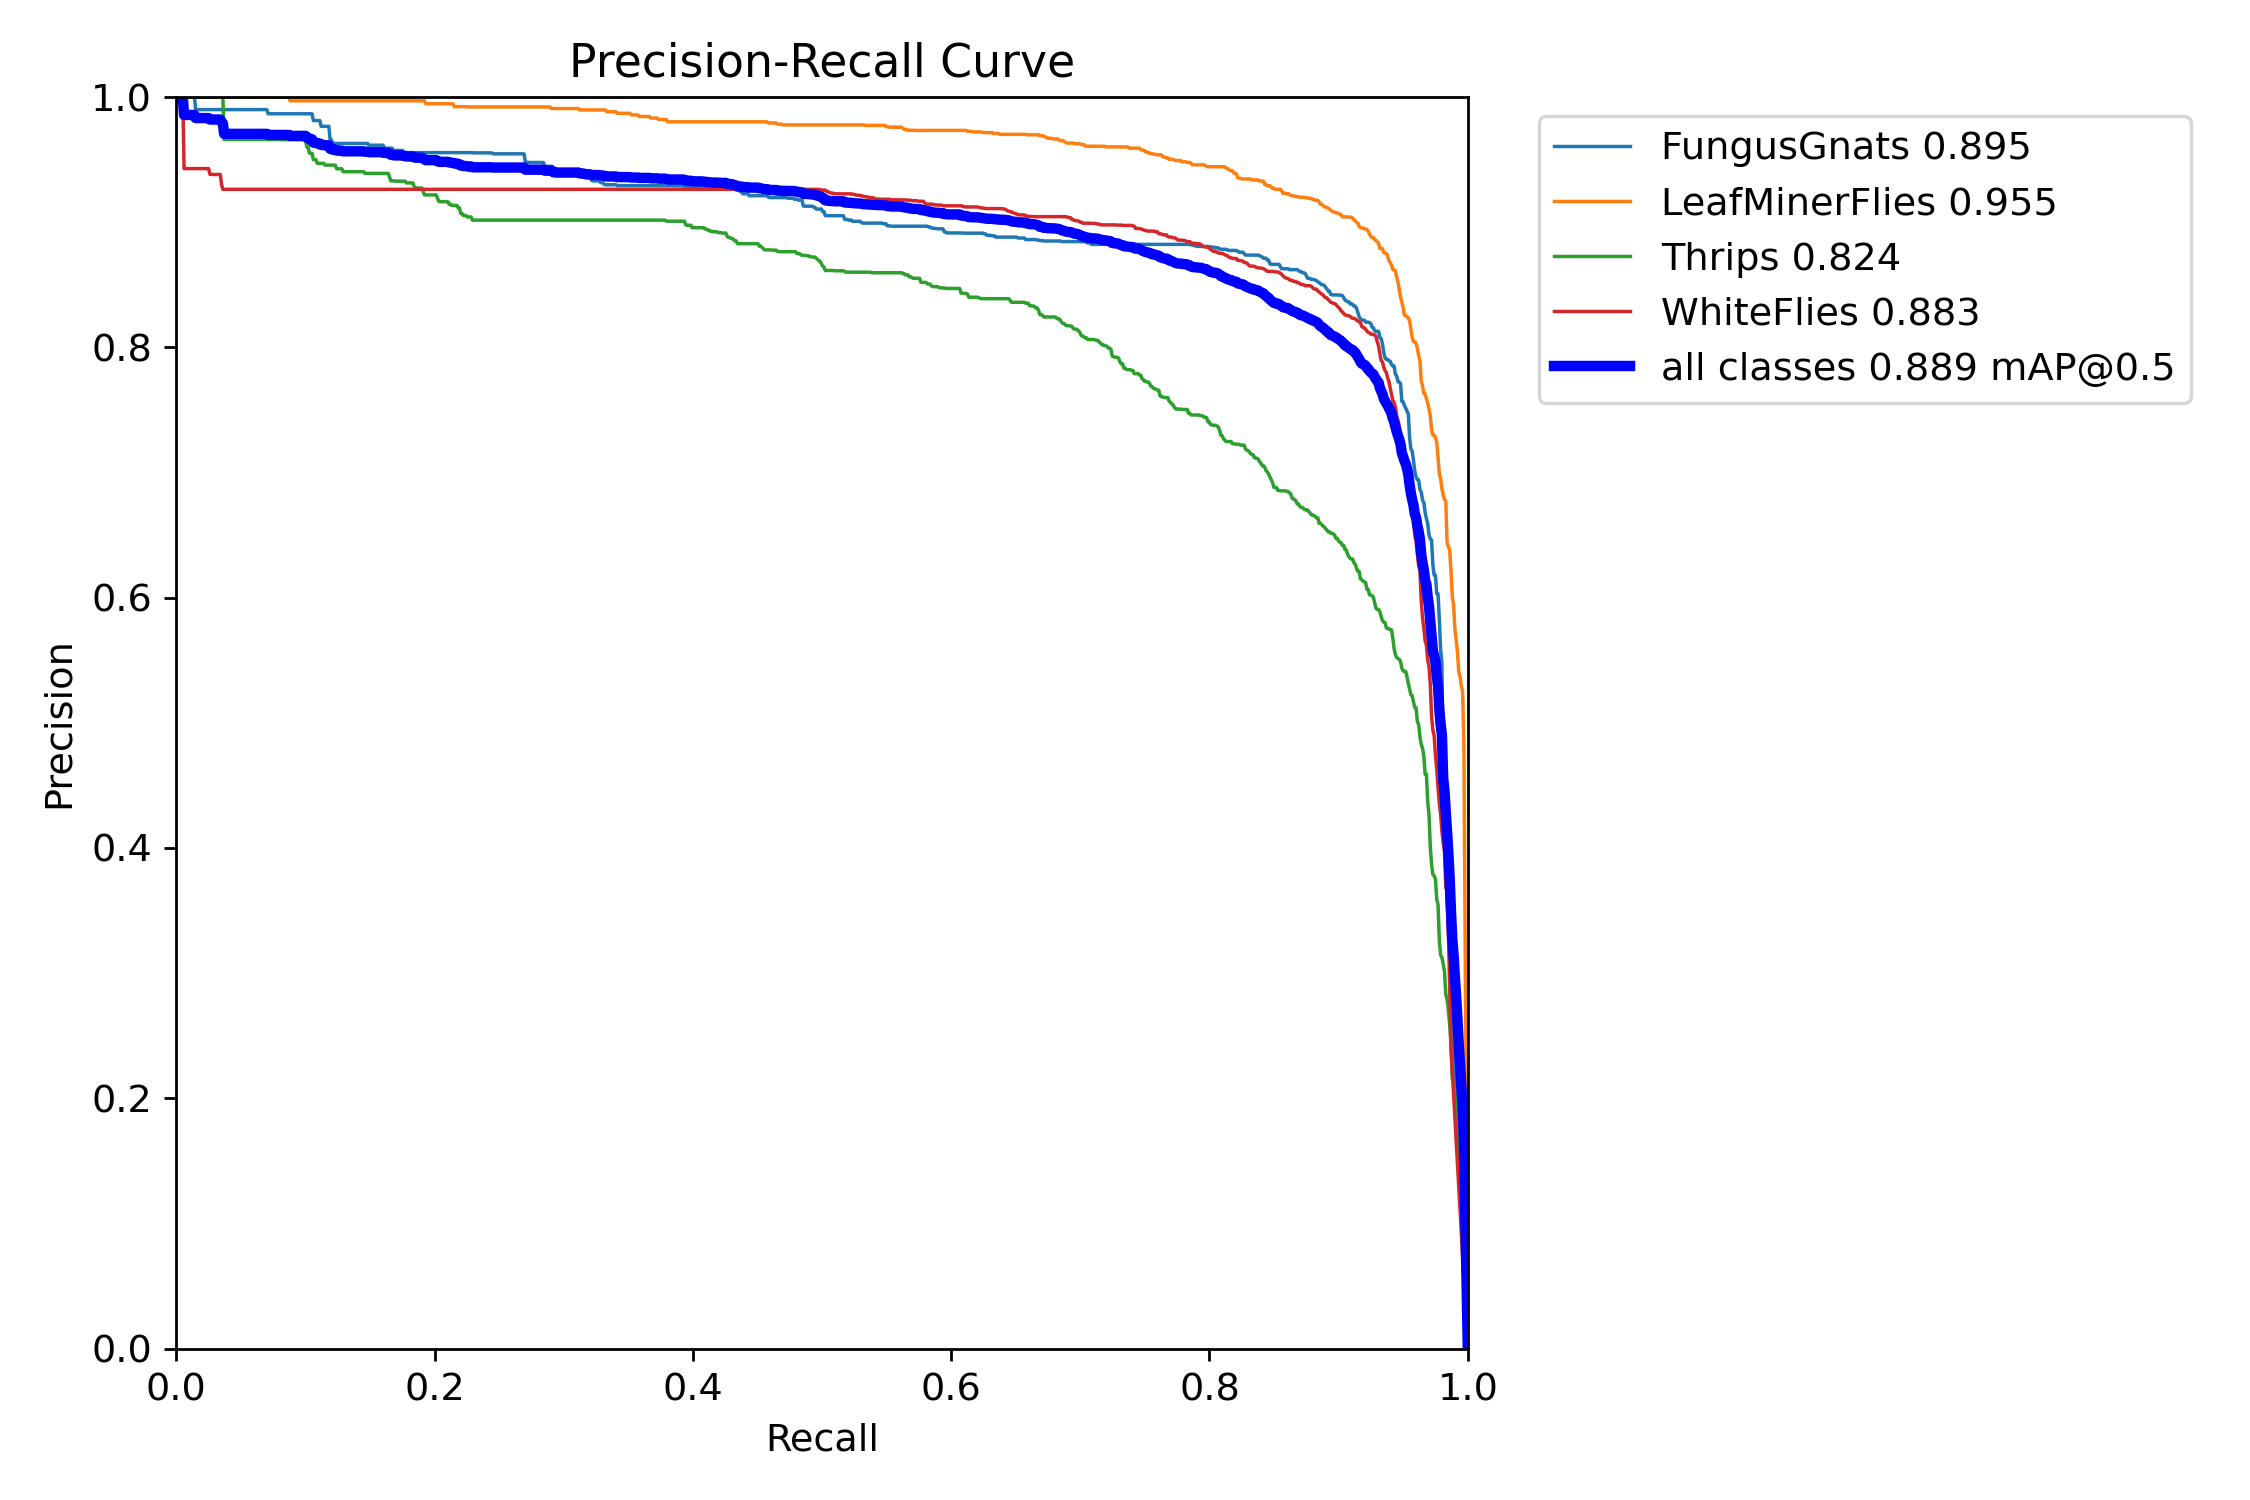 Precision-Recall Curve
1.0
0.8
0.6
0.4
0.2
0.0
Precision
0.0 0.2 0.4 0.6 0.8 1.0
Recall
FungusGnats 0.895
LeafMinerFlies 0.955
Thrips 0.824
WhiteFlies 0.883
all classes 0.889 mAP@0.5